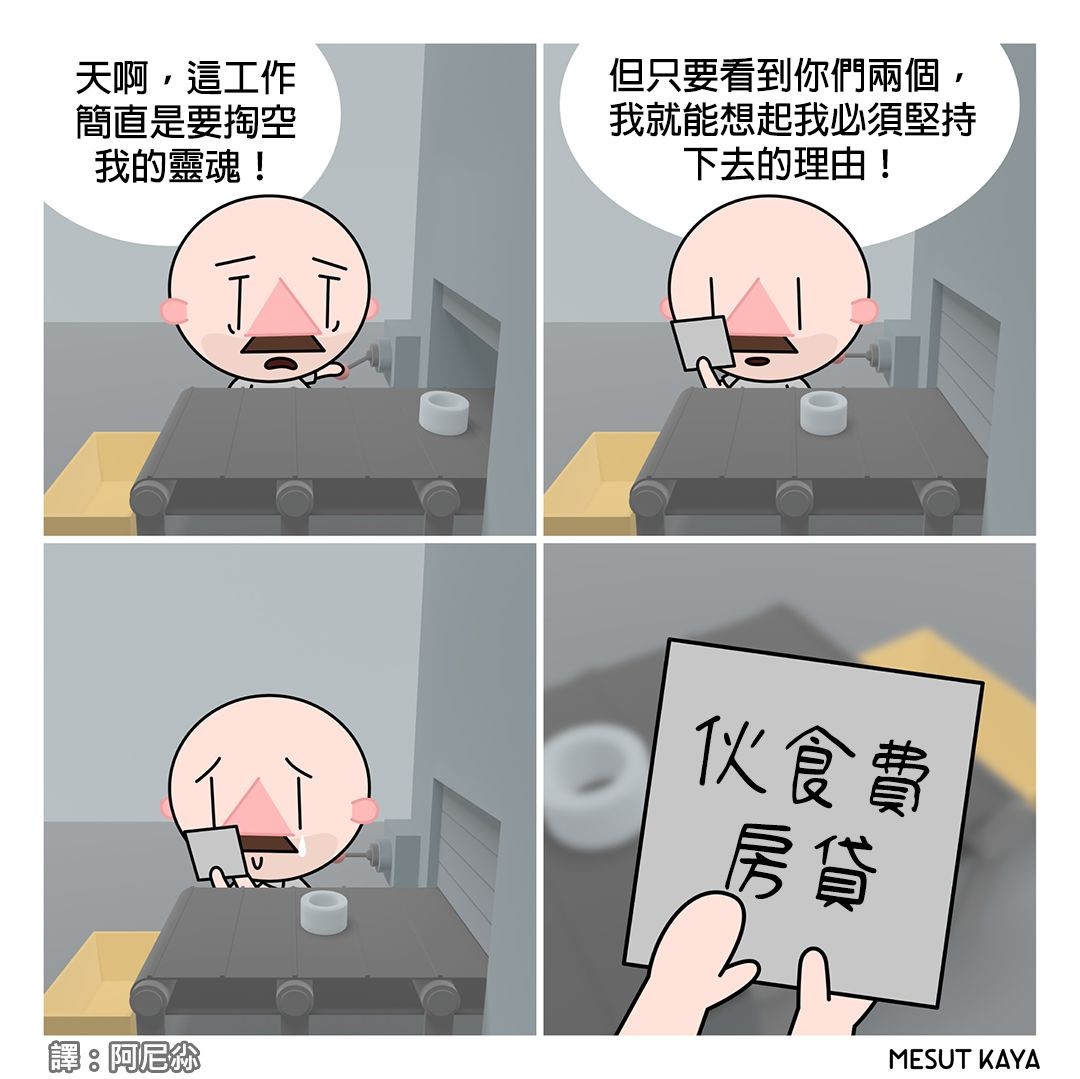 天啊，這工作
簡直是要掏空
我的靈魂！
但只要看到你們兩個，
我就能想起我必須堅持
下去的理由！
伙食費
房貸
譯：阿尼尛
MESUT KAYA